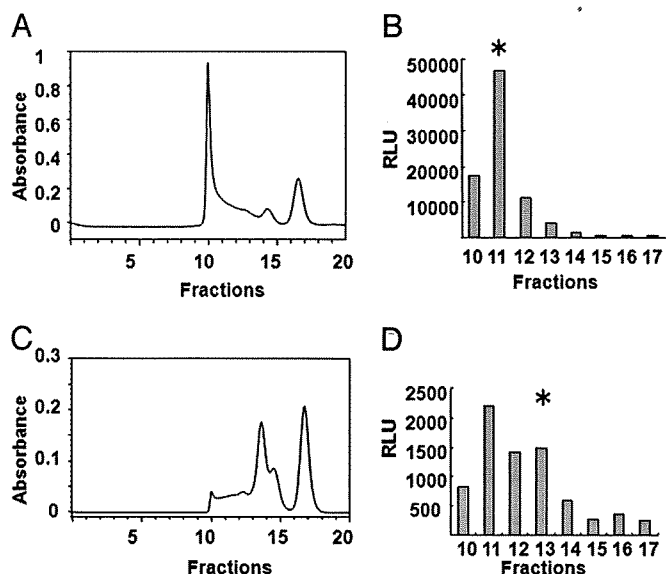 A
Absorbance
1
0.8
0.6
0.4
0.2
0
5 10 15 20
Fractions
B
*
RLU
50000
40000
30000
20000
10000
10 11 12 13 14 15 16 17
Fractions
C
Absorbance
0.3
0.2
0.1
0
5 10 15 20
Fractions
D
*
RLU
2500
2000
1500
1000
500
10 11 12 13 14 15 16 17
Fractions